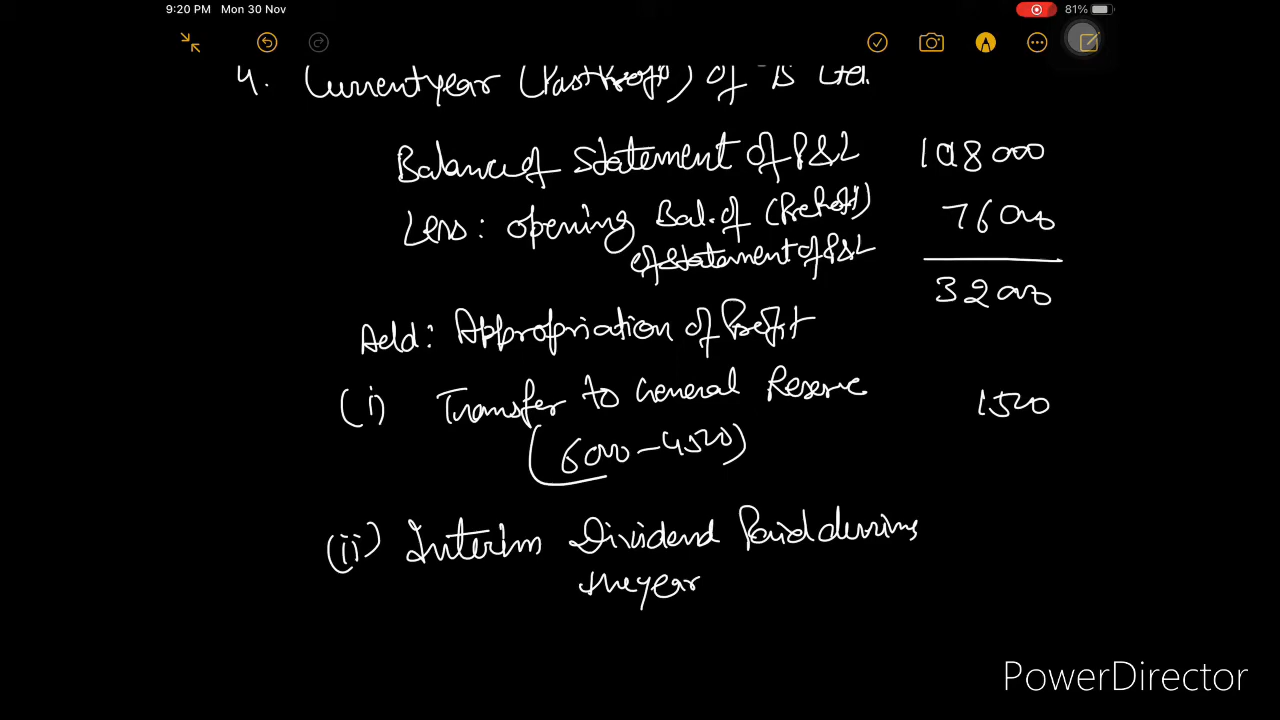 9:20 PM Mon 30 Nov 81%
4. Current year (Post Profit) of B Ltd.
Balance of Statement of P&L 108000
Less: opening Bal. of (Pre Profit) 76000
of Statement of P&L
32000
Add: Appropriation of Profit
(i) Transfer to General Reserve 1500
(6000-4500)
(ii) Interim Dividend Paid during
the year
PowerDirector